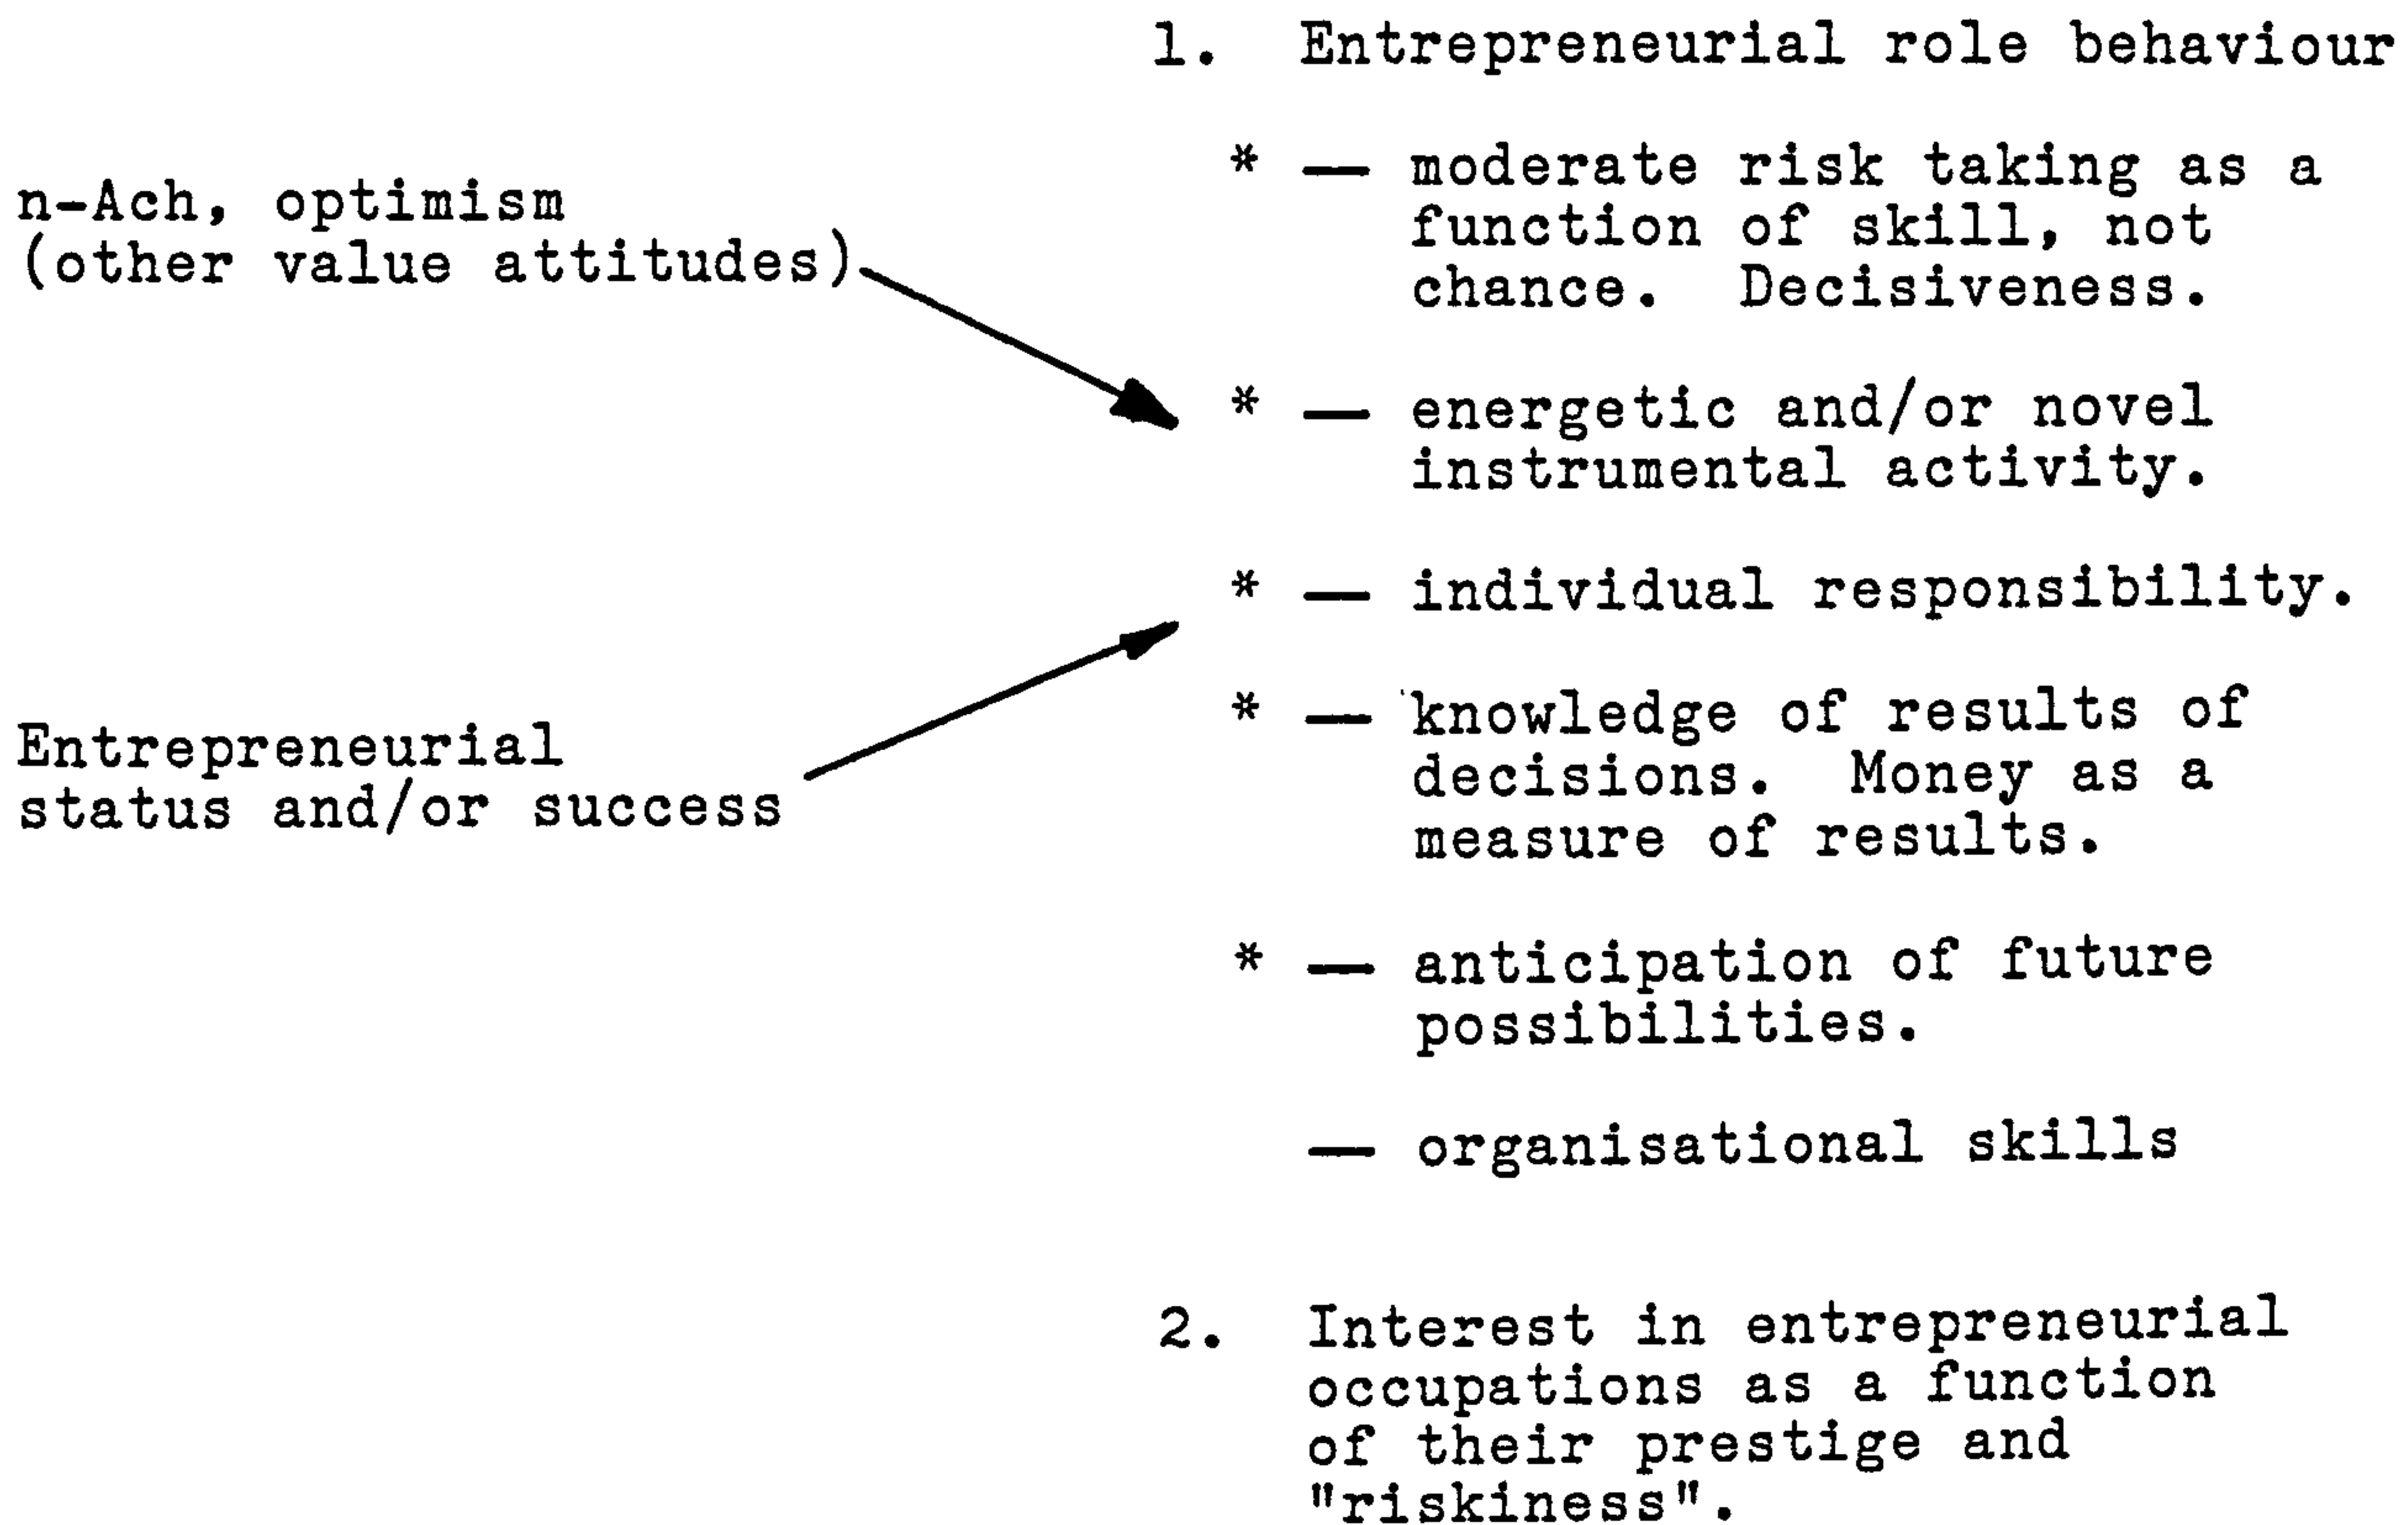 1. Entrepreneurial role behaviour
n-Ach, optimism
(other value attitudes)
* — moderate risk taking as a
function of skill, not
chance. Decisiveness.
* — energetic and/or novel
instrumental activity.
* — individual responsibility.
Entrepreneurial
status and/or success
* — knowledge of results of
decisions. Money as a
measure of results.
* — anticipation of future
possibilities.
— organisational skills
2. Interest in entrepreneurial
occupations as a function
of their prestige and
"riskiness".